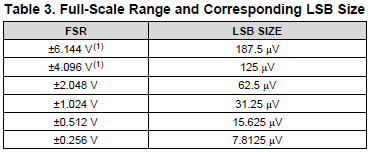 Table 3. Full-Scale Range and Corresponding LSB Size
FSR LSB SIZE
±6.144 V(1) 187.5 µV
±4.096 V(1) 125 µV
±2.048 V 62.5 µV
±1.024 V 31.25 µV
±0.512 V 15.625 µV
±0.256 V 7.8125 µV